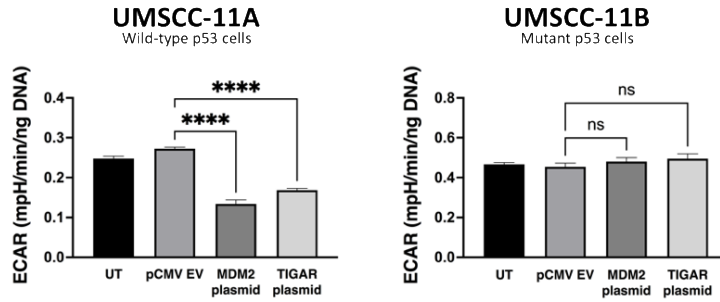 UMSCC-11A
Wild-type p53 cells
ECAR (mpH/min/ng DNA)
0.4
0.3
0.2
0.1
0.0
****
****
UT
pCMV EV
MDM2
plasmid
TIGAR
plasmid
UMSCC-11B
Mutant p53 cells
ECAR (mpH/min/ng DNA)
0.8
0.6
0.4
0.2
0.0
ns
ns
UT
pCMV EV
MDM2
plasmid
TIGAR
plasmid